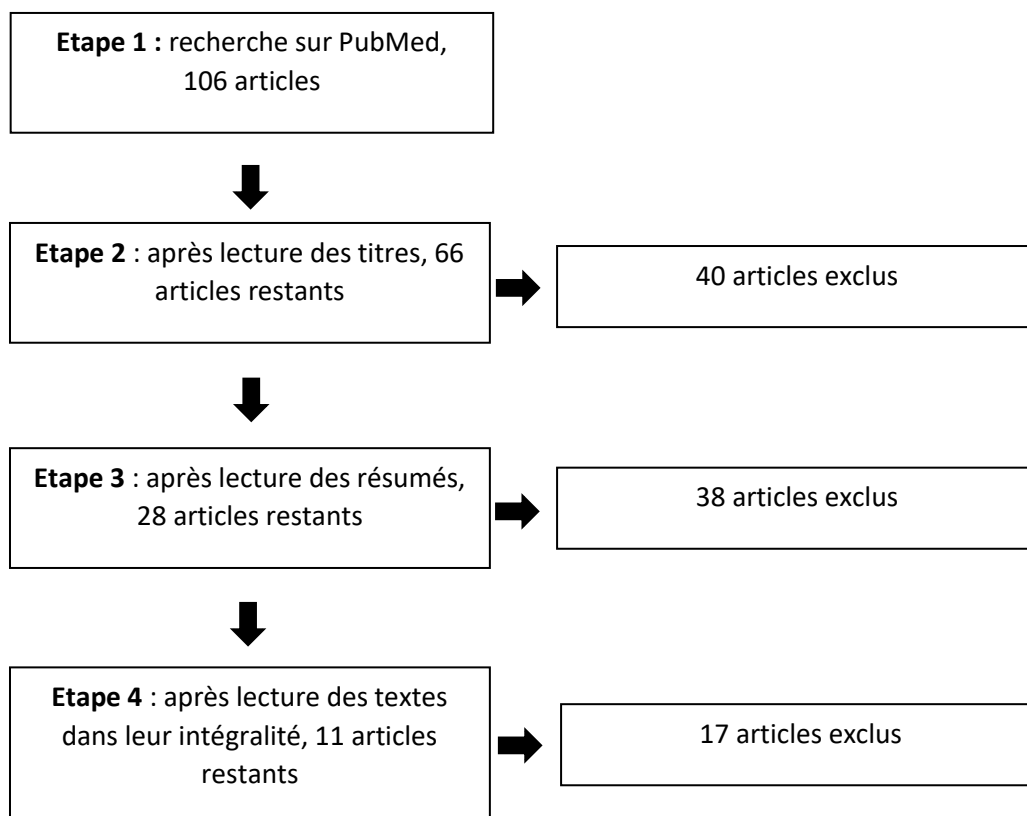 Etape 1 : recherche sur PubMed,
106 articles
Etape 2 : après lecture des titres, 66
articles restants
40 articles exclus
Etape 3 : après lecture des résumés,
28 articles restants
38 articles exclus
Etape 4 : après lecture des textes
dans leur intégralité, 11 articles
restants
17 articles exclus